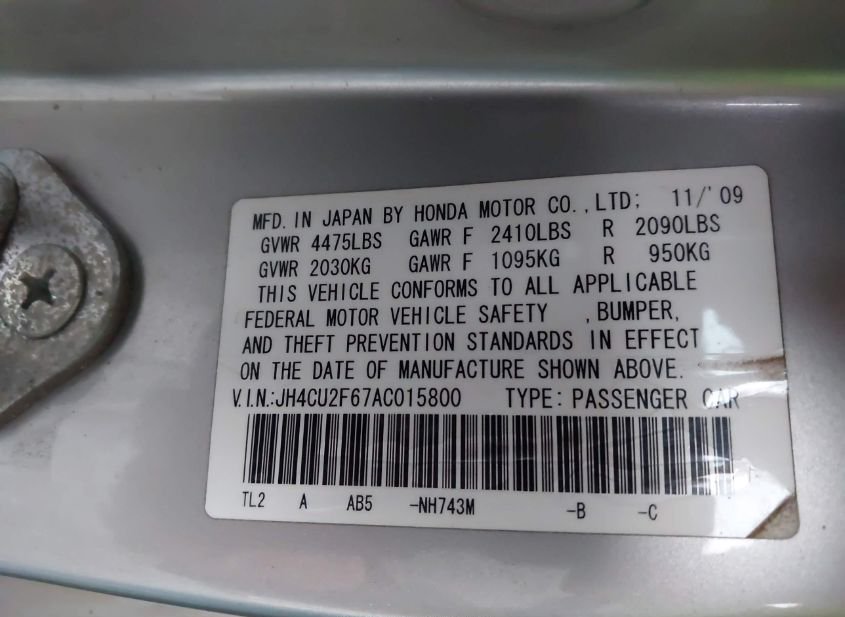 MFD. IN JAPAN BY HONDA MOTOR CO., LTD; 11/'09
GVWR 4475LBS GAWR F 2410LBS R 2090LBS
GVWR 2030KG GAWR F 1095KG R 950KG
THIS VEHICLE CONFORMS TO ALL APPLICABLE
FEDERAL MOTOR VEHICLE SAFETY , BUMPER,
AND THEFT PREVENTION STANDARDS IN EFFECT
ON THE DATE OF MANUFACTURE SHOWN ABOVE.
V.I.N.:JH4CU2F67AC015800 TYPE: PASSENGER CAR
TL2 A AB5 -NH743M -B -C